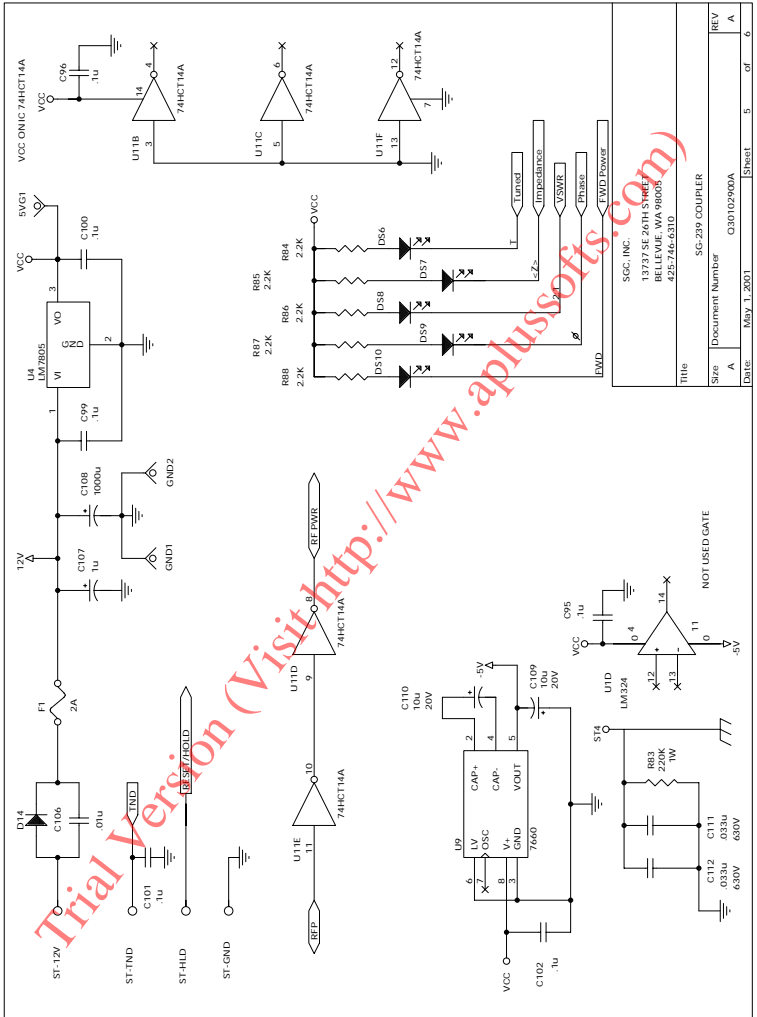 ST-12V
D14
C106
.01u
F1
2A
12V
C107
1u
GND1
C108
1000u
GND2
C99
.1u
1
U4
LM7805
VI
VO
GND
2
3
VCC
5VG1
C100
.1u
VCC ONIC 74HCT14A
VCC
C96
.1u
14
U11B
3
4
74HCT14A
U11C
5
6
74HCT14A
U11F
13
12
7
74HCT14A
ST-TND
C101
.1u
TND
ST-HLD
RESET/HOLD
ST-GND
RFP
11
U11E
10
74HCT14A
9
U11D
8
74HCT14A
RF PWR
VCC
R84
2.2K
R85
2.2K
R86
2.2K
R87
2.2K
R88
2.2K
DS6
DS7
DS8
DS9
DS10
T
<Z>
2:1
ø
FWD
Tuned
Impedance
VSWR
Phase
FWD Power
VCC
C102
.1u
U9
6
7
8
3
LV
OSC
V+
GND
7660
CAP+
CAP-
VOUT
2
4
5
C110
10u
20V
-5V
C109
10u
20V
ST4
R83
220K
1W
C111
.033u
630V
C112
.033u
630V
U1D
LM324
12
13
14
+
-
VCC
0
4
C95
.1u
11
0
-5V
NOT USED GATE
SGC, INC.
13737 SE 26TH STREET
BELLEVUE, WA 98005
425-746-6310
Title
SG-239 COUPLER
Size
A
Document Number
Q30102900A
REV
A
Date:
May 1, 2001
Sheet
5
of
6
Trial Version (Visit http://www.aplussofts.com)